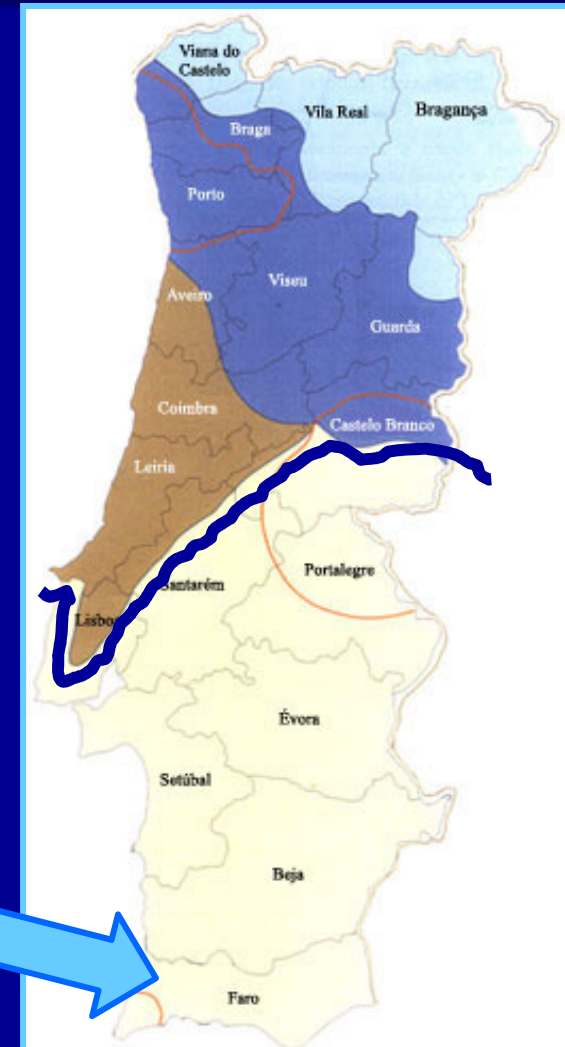 Viana do
Castelo
Vila Real
Bragança
Braga
Porto
Viseu
Aveiro
Guarda
Coimbra
Castelo Branco
Leiria
Portalegre
Santarém
Lisboa
Évora
Setúbal
Beja
Faro